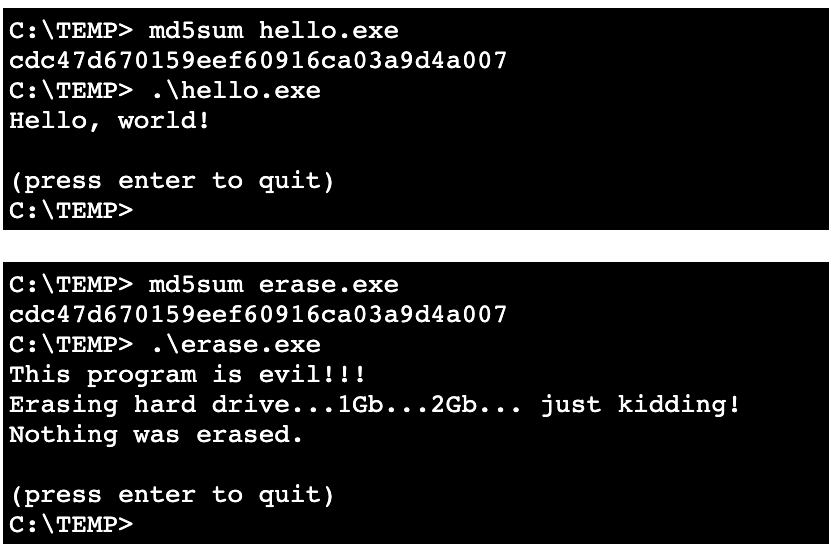 C:\TEMP> md5sum hello.exe
cdc47d670159eef60916ca03a9d4a007
C:\TEMP> .\hello.exe
Hello, world!
(press enter to quit)
C:\TEMP>
C:\TEMP> md5sum erase.exe
cdc47d670159eef60916ca03a9d4a007
C:\TEMP> .\erase.exe
This program is evil!!!
Erasing hard drive...1Gb...2Gb... just kidding!
Nothing was erased.
(press enter to quit)
C:\TEMP>